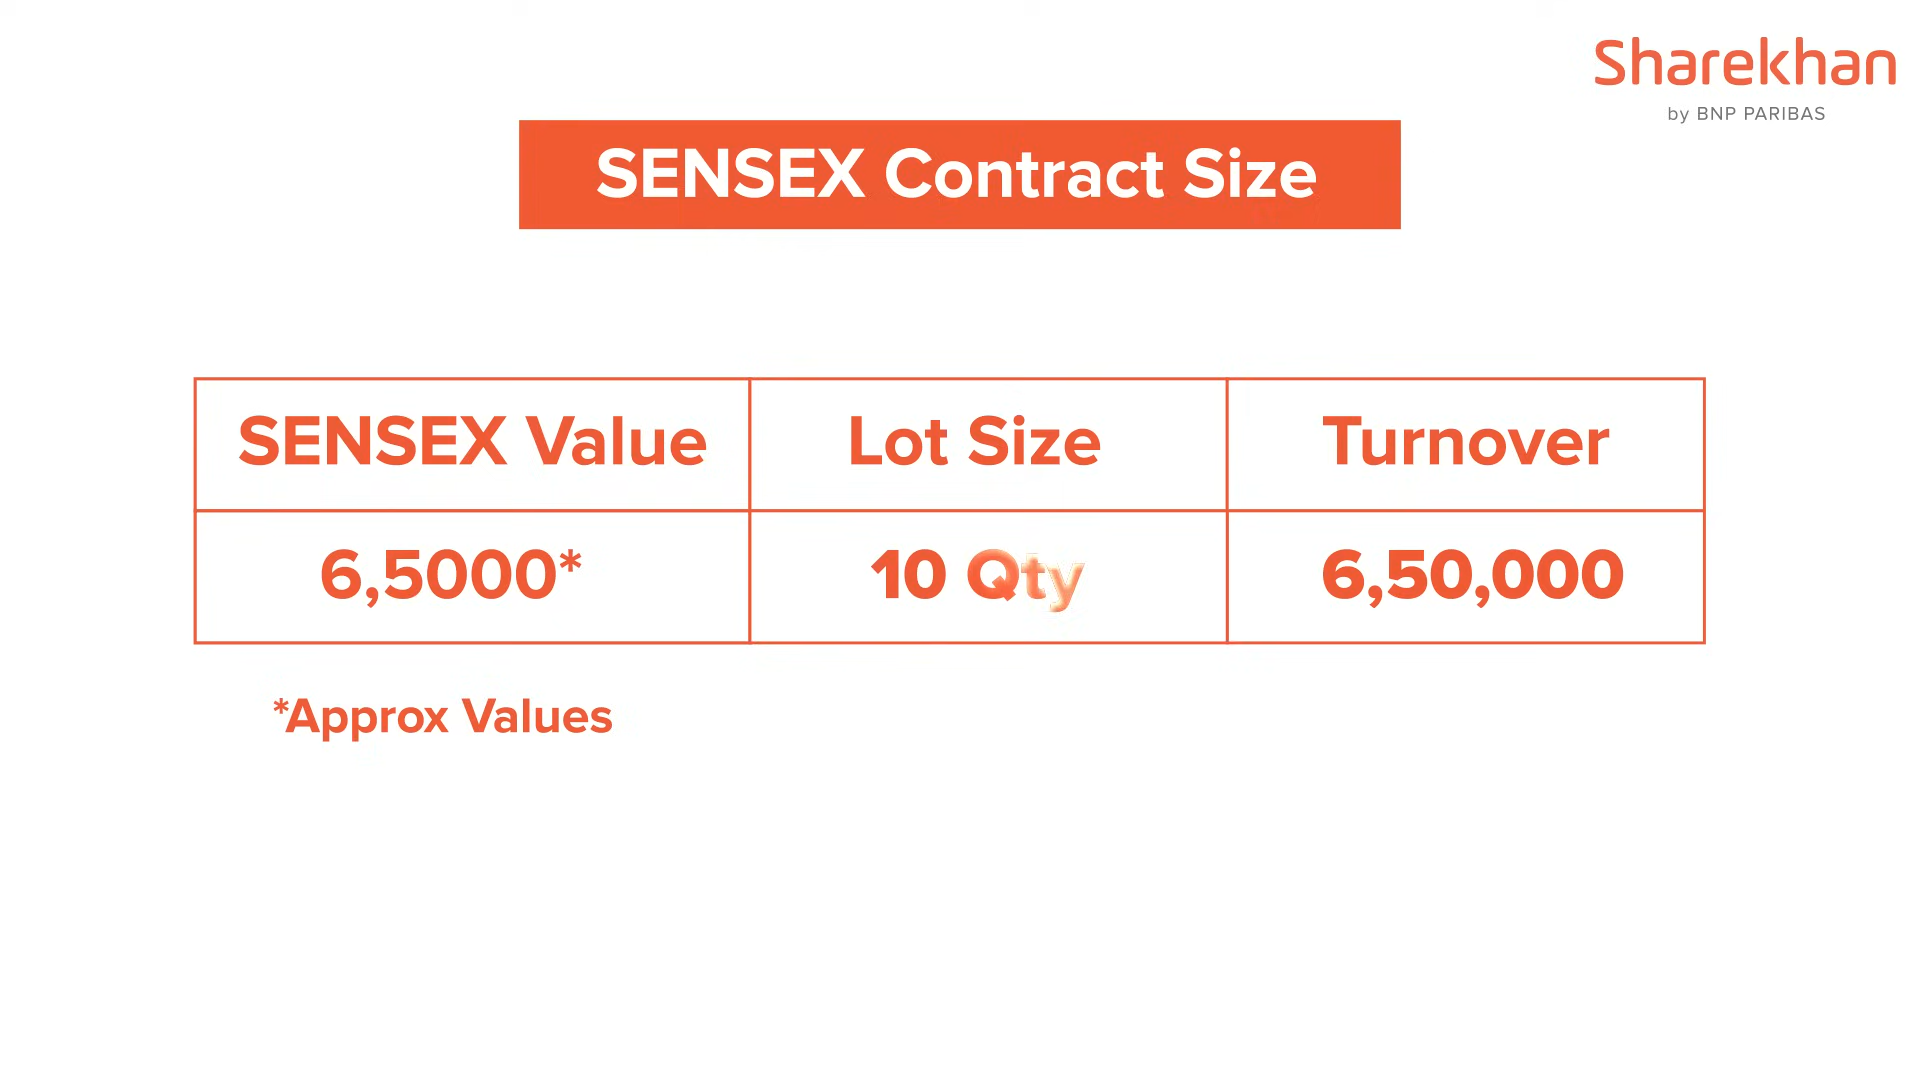 Sharekhan
by BNP PARIBAS
SENSEX Contract Size
SENSEX Value Lot Size Turnover
6,5000* 10 Qty 6,50,000
*Approx Values